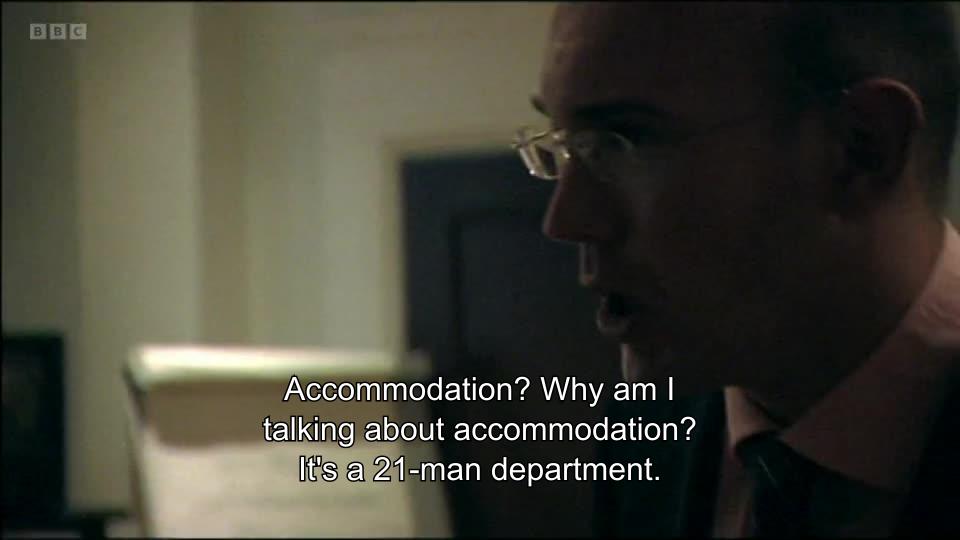 BBC
Accommodation? Why am I
talking about accommodation?
It's a 21-man department.